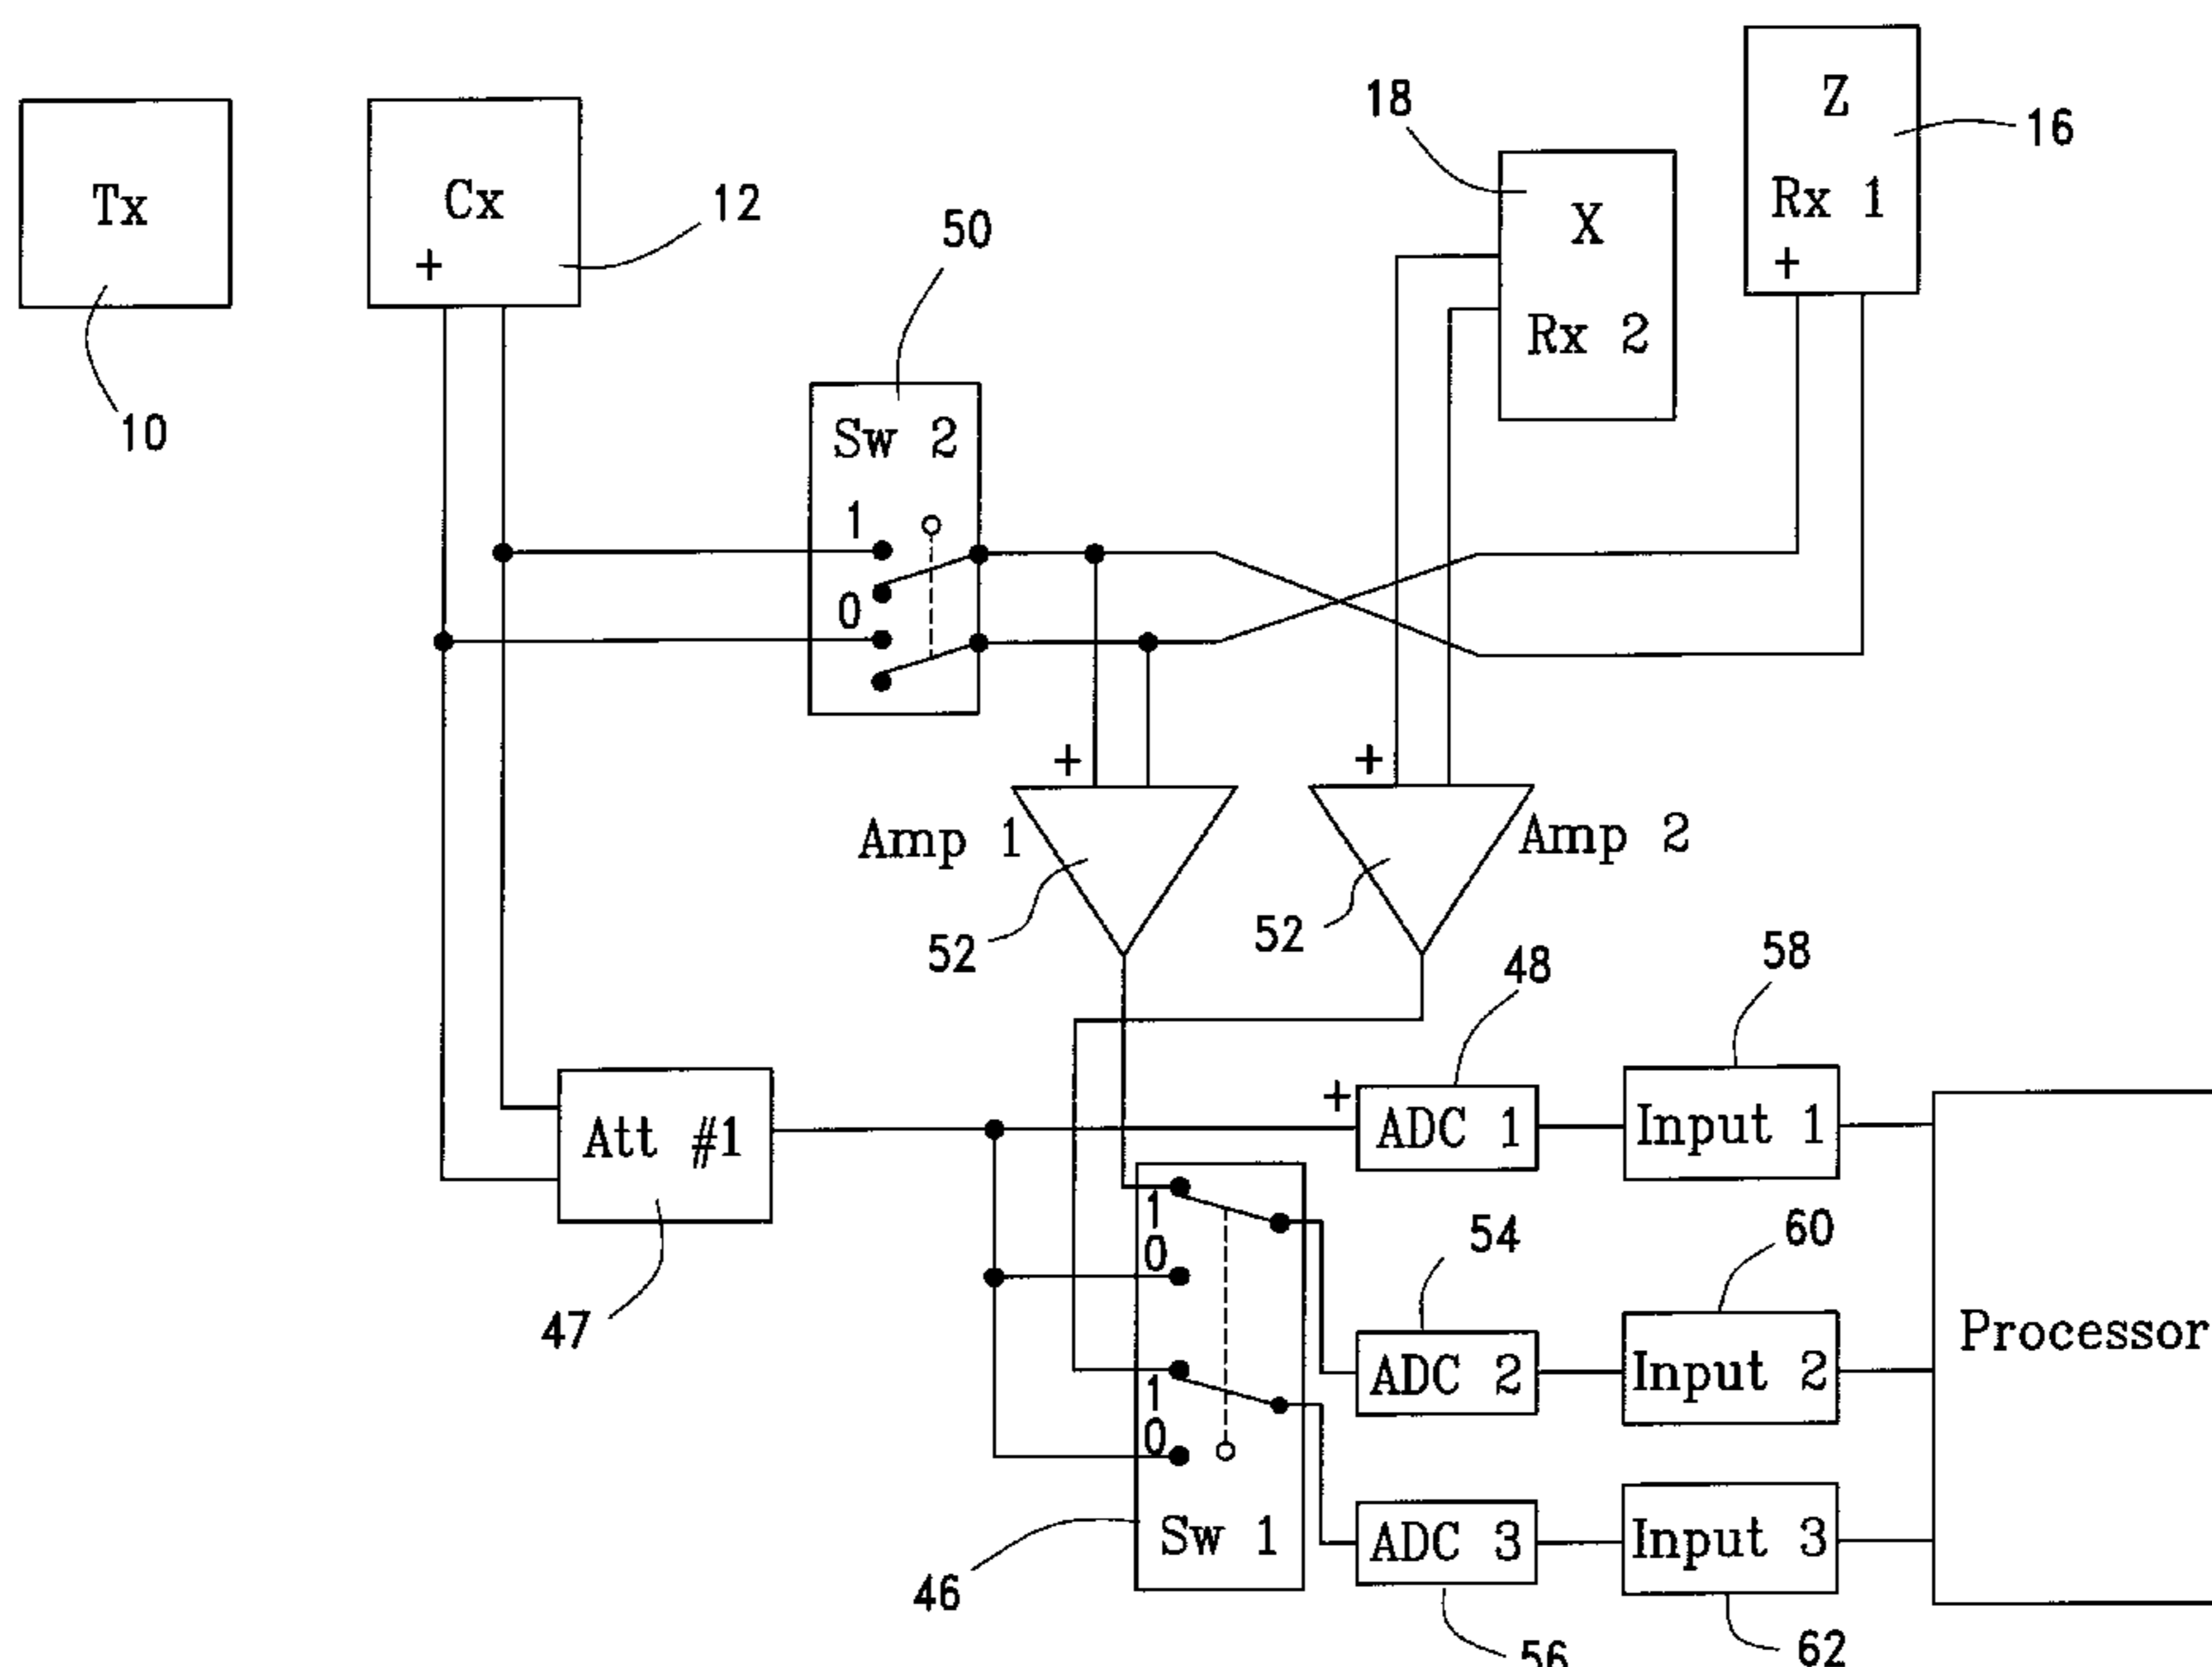 Tx
10
Cx
+
12
50
Sw 2
1
0
18
X
Rx 2
Z
Rx 1
+
16
+
Amp 1
52
+
Amp 2
52
Att #1
47
48
+
ADC 1
58
Input 1
1
0
1
0
Sw 1
46
54
ADC 2
60
Input 2
ADC 3
56
Input 3
62
Processor